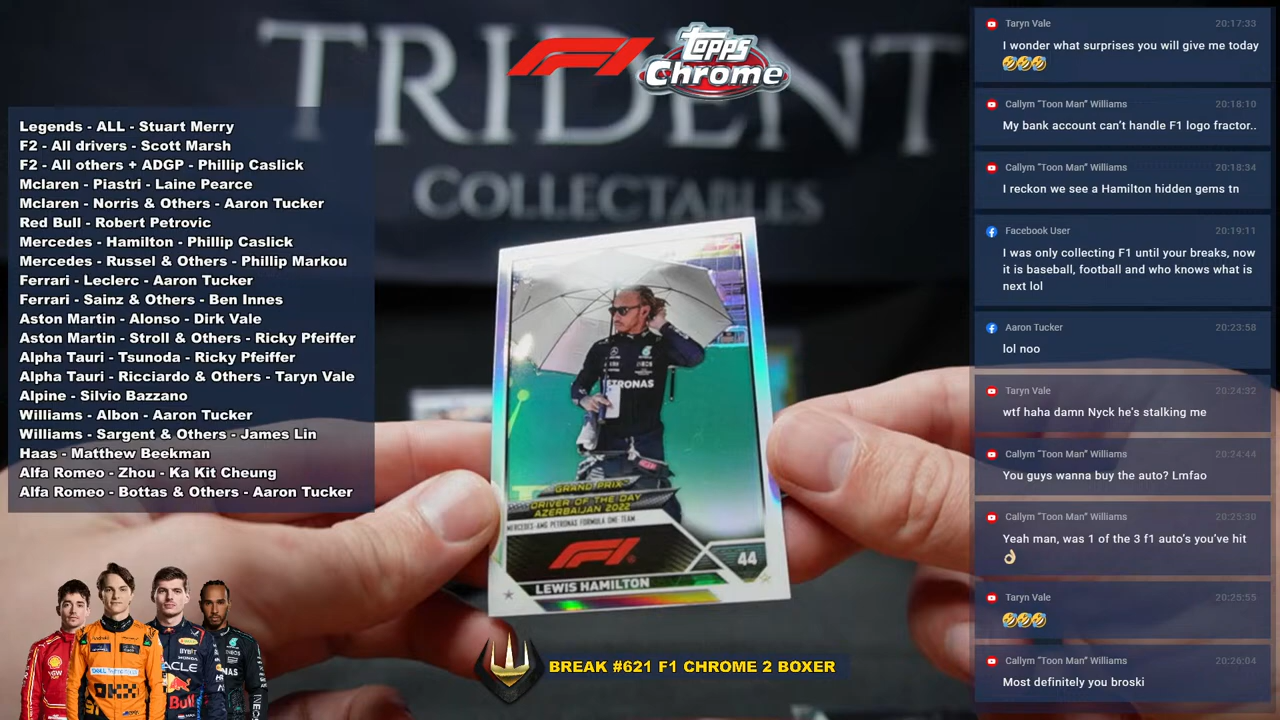 TRIDENT
COLLECTABLES
F1
TOPPS
Chrome
Legends - ALL - Stuart Merry
F2 - All drivers - Scott Marsh
F2 - All others + ADGP - Phillip Caslick
Mclaren - Piastri - Laine Pearce
Mclaren - Norris & Others - Aaron Tucker
Red Bull - Robert Petrovic
Mercedes - Hamilton - Phillip Caslick
Mercedes - Russel & Others - Phillip Markou
Ferrari - Leclerc - Aaron Tucker
Ferrari - Sainz & Others - Ben Innes
Aston Martin - Alonso - Dirk Vale
Aston Martin - Stroll & Others - Ricky Pfeiffer
Alpha Tauri - Tsunoda - Ricky Pfeiffer
Alpha Tauri - Ricciardo & Others - Taryn Vale
Alpine - Silvio Bazzano
Williams - Albon - Aaron Tucker
Williams - Sargent & Others - James Lin
Haas - Matthew Beekman
Alfa Romeo - Zhou - Ka Kit Cheung
Alfa Romeo - Bottas & Others - Aaron Tucker
PETRONAS
GRAND PRIX
DRIVER OF THE DAY
AZERBAIJAN 2022
MERCEDES-AMG PETRONAS FORMULA ONE TEAM
F1
44
LEWIS HAMILTON
BREAK #621 F1 CHROME 2 BOXER
Taryn Vale 20:17:33
I wonder what surprises you will give me today
🤣🤣🤣
Callym “Toon Man” Williams 20:18:10
My bank account can’t handle F1 logo fractor..
Callym “Toon Man” Williams 20:18:34
I reckon we see a Hamilton hidden gems tn
Facebook User 20:19:11
I was only collecting F1 until your breaks, now
it is baseball, football and who knows what is
next lol
Aaron Tucker 20:23:58
lol noo
Taryn Vale 20:24:32
wtf haha damn Nyck he's stalking me
Callym “Toon Man” Williams 20:24:44
You guys wanna buy the auto? Lmfao
Callym “Toon Man” Williams 20:25:30
Yeah man, was 1 of the 3 f1 auto’s you’ve hit
👌
Taryn Vale 20:25:55
🤣🤣🤣
Callym “Toon Man” Williams 20:26:04
Most definitely you broski